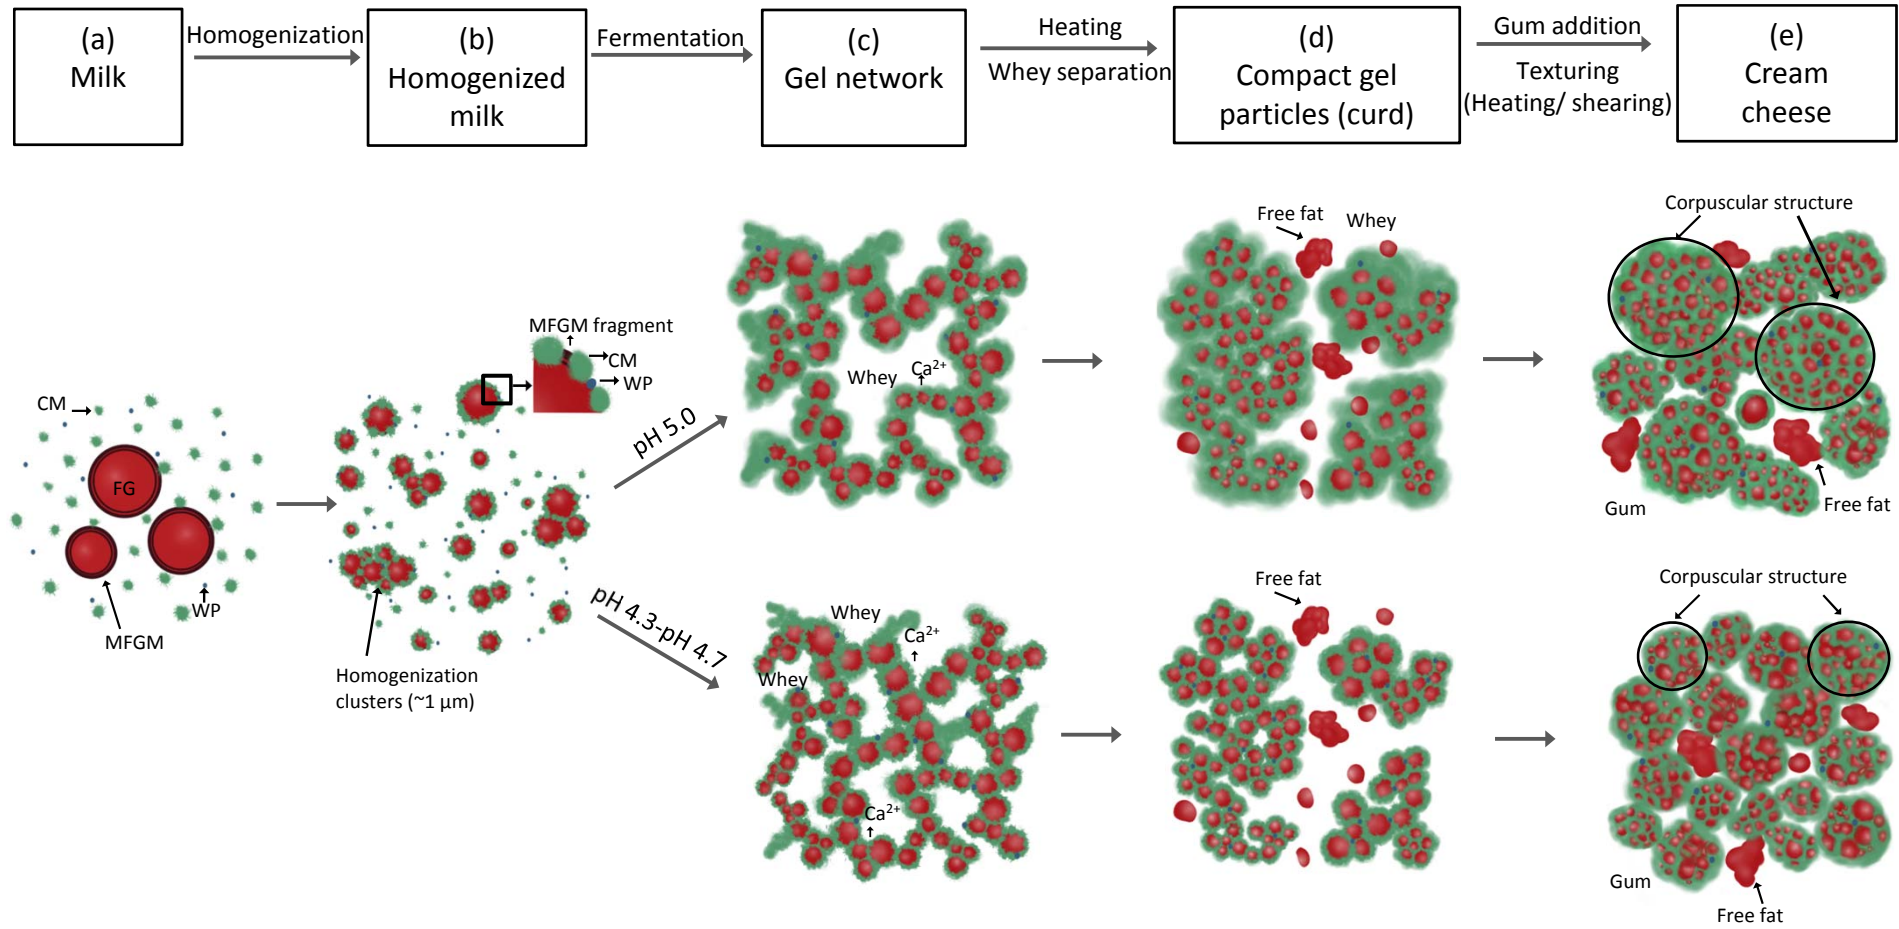 (a)
Milk
Homogenization
(b)
Homogenized
milk
Fermentation
(c)
Gel network
Heating
Whey separation
(d)
Compact gel
particles (curd)
Gum addition
Texturing
(Heating/ shearing)
(e)
Cream
cheese
CM
FG
WP
MFGM
MFGM fragment
CM
WP
Homogenization
clusters (~1 μm)
pH 5.0
pH 4.3-pH 4.7
Whey
Ca²⁺
Free fat
Whey
Corpuscular structure
Gum
Free fat
Whey
Ca²⁺
Whey
Ca²⁺
Free fat
Corpuscular structure
Gum
Free fat